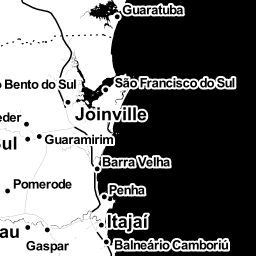 Guaratuba
o Bento do Sul
São Francisco do Sul
Joinville
eder
Guaramirim
ul
Barra Velha
Pomerode
Penha
Itajaí
au
Gaspar
Balneário Camboriú